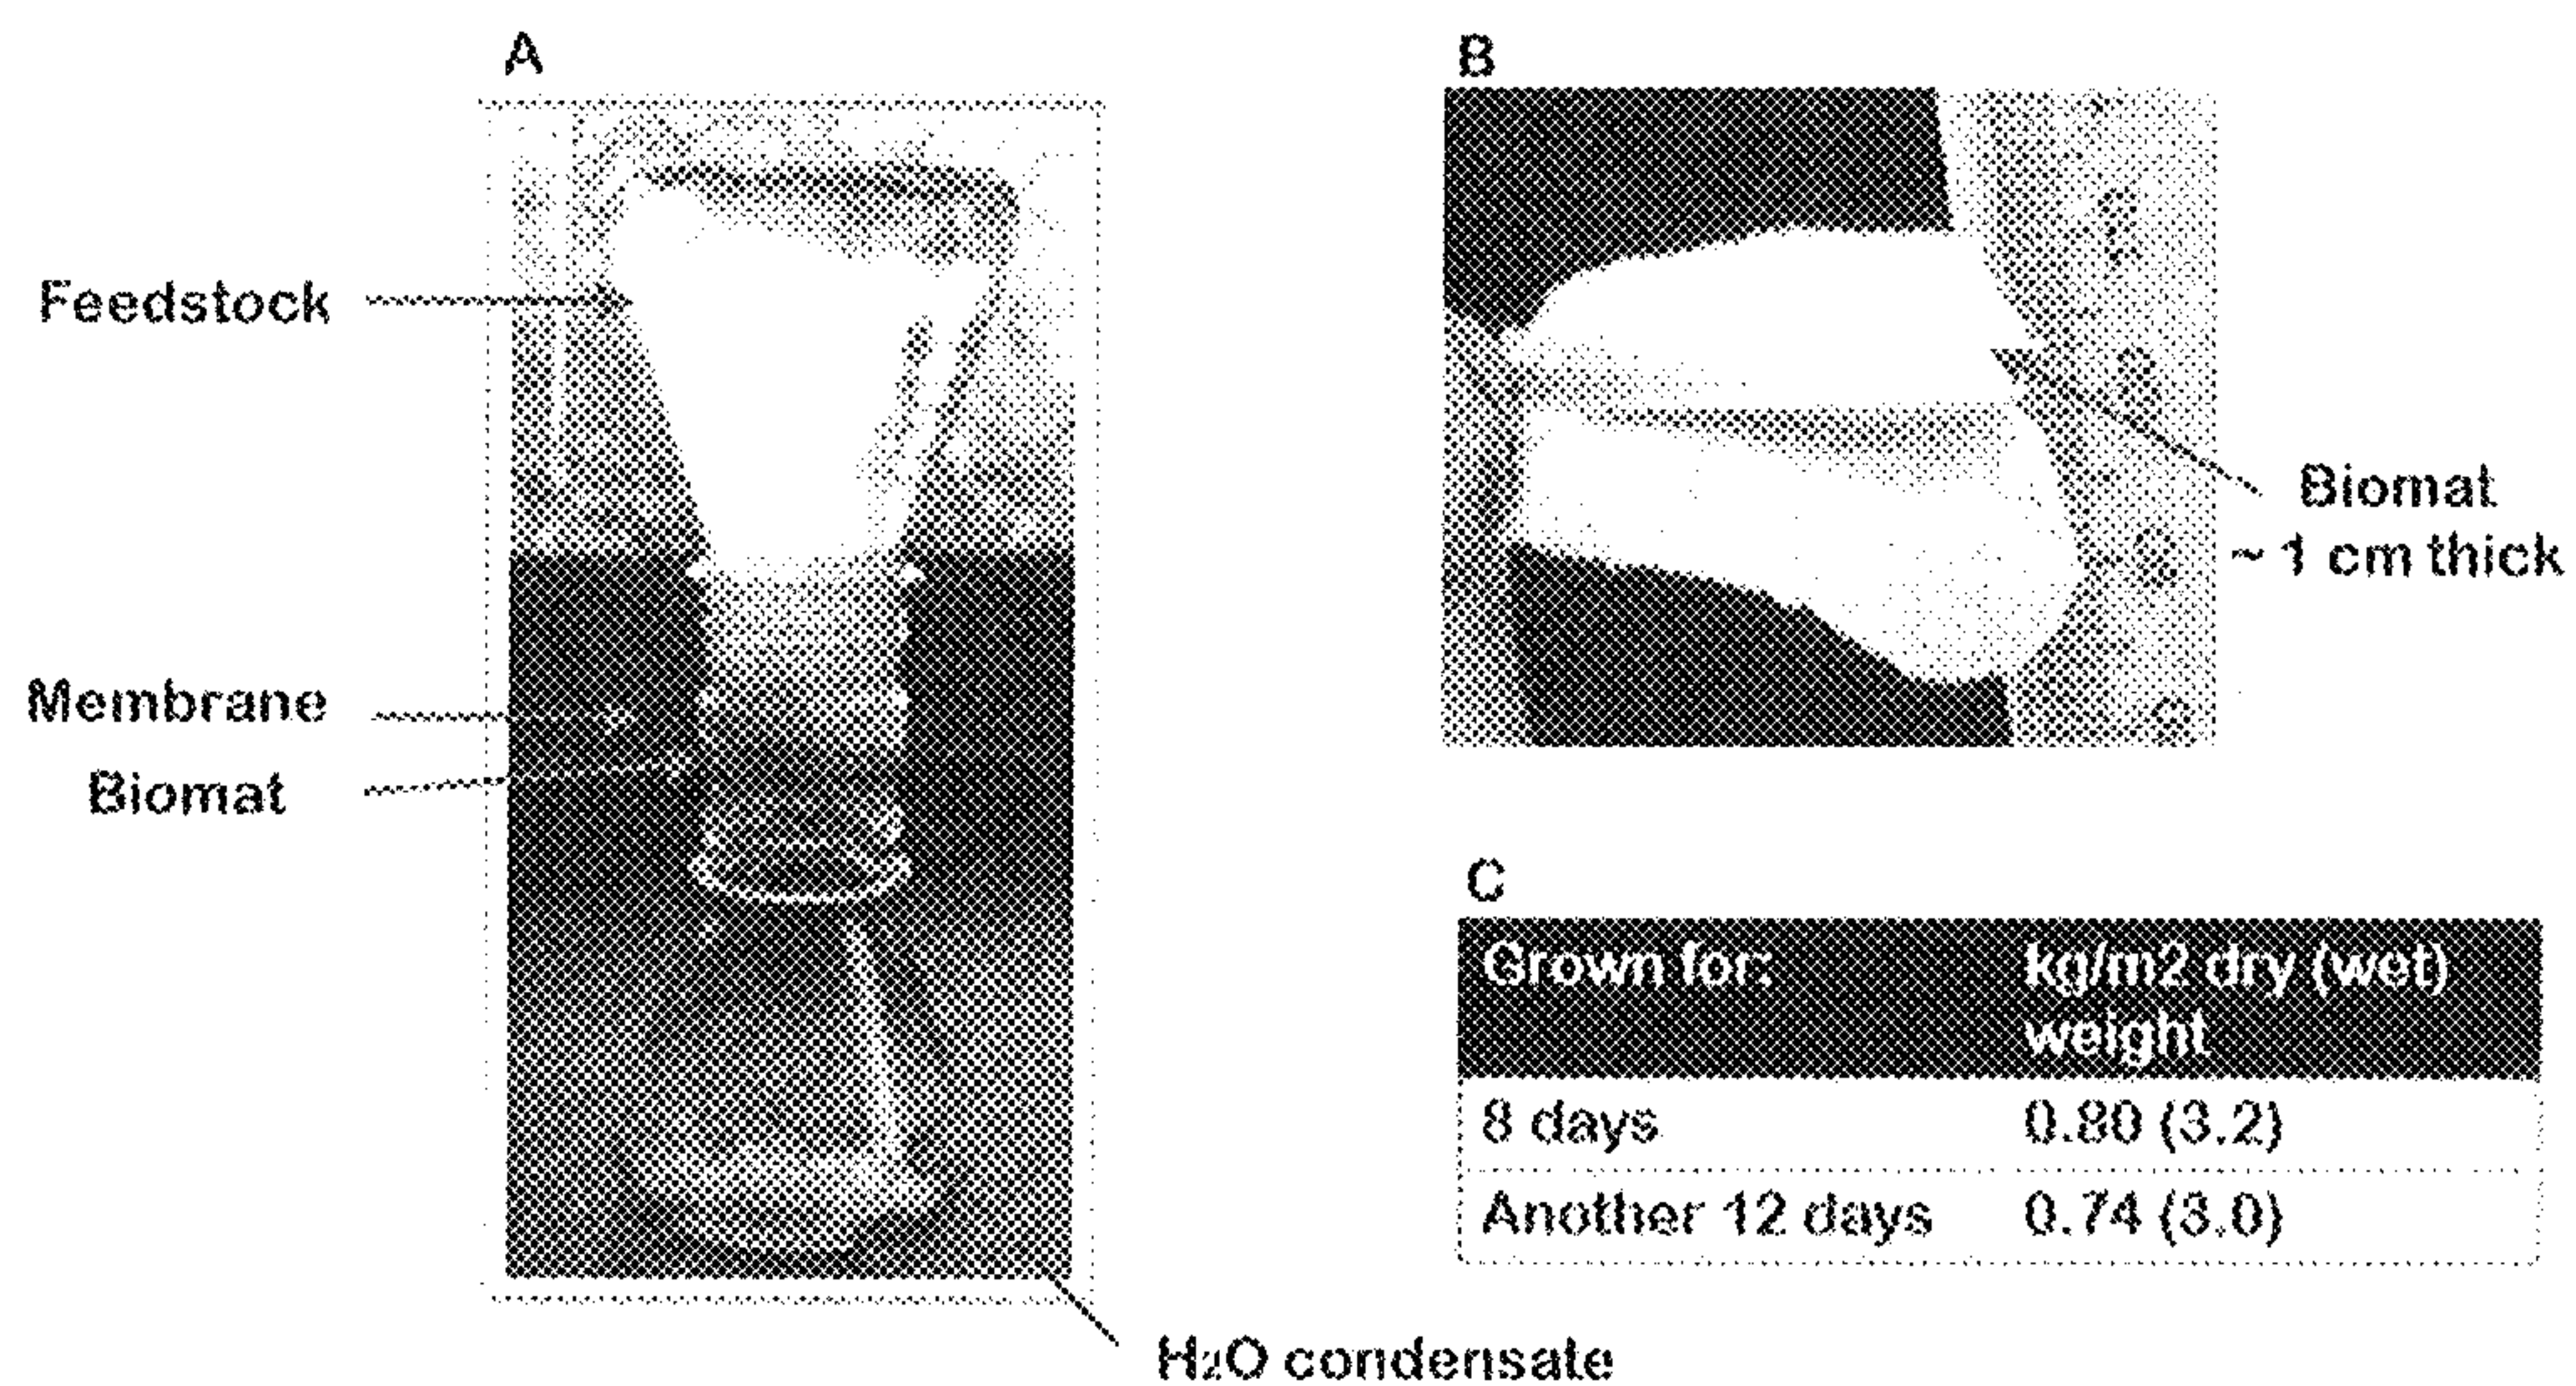 A
B
Feedstock
Membrane
Biomat
Biomat
~ 1 cm thick
C
Grown for: kg/m2 dry (wet)
weight
8 days 0.80 (3.2)
Another 12 days 0.74 (3.0)
H₂O condensate